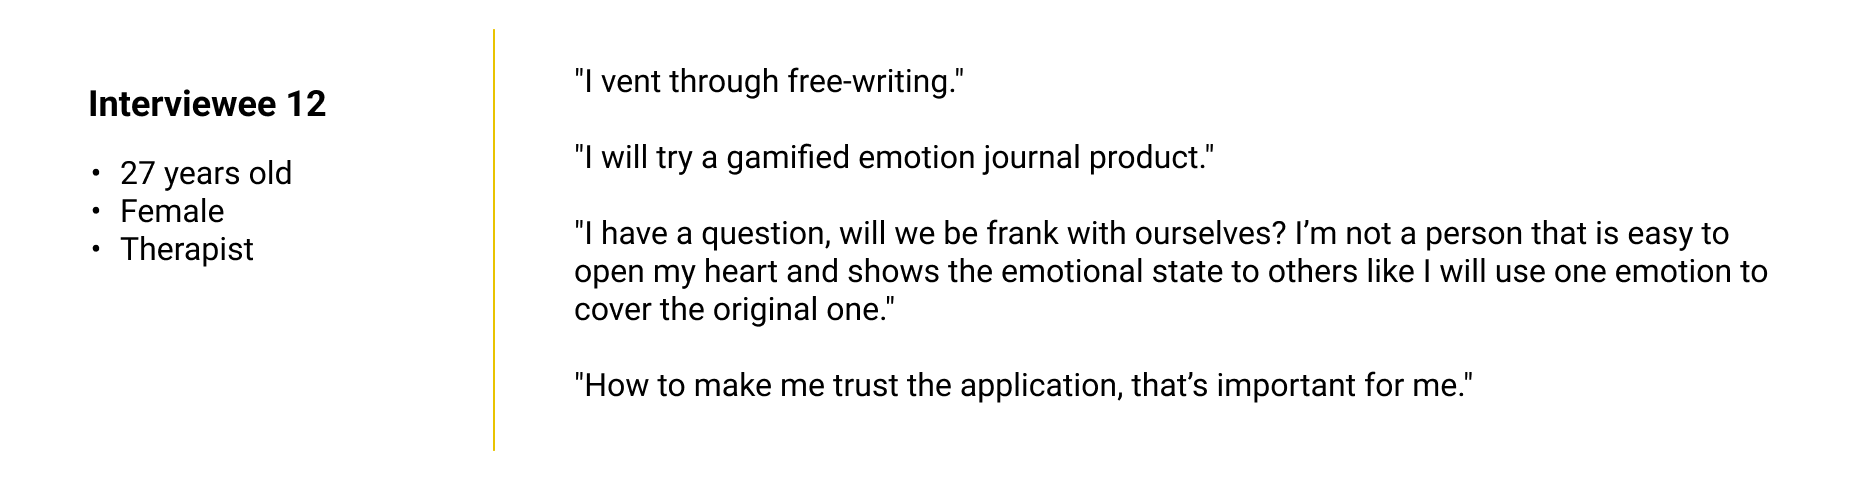 Interviewee 12
• 27 years old
• Female
• Therapist
"I vent through free-writing."
"I will try a gamified emotion journal product."
"I have a question, will we be frank with ourselves? I’m not a person that is easy to
open my heart and shows the emotional state to others like I will use one emotion to
cover the original one."
"How to make me trust the application, that’s important for me."